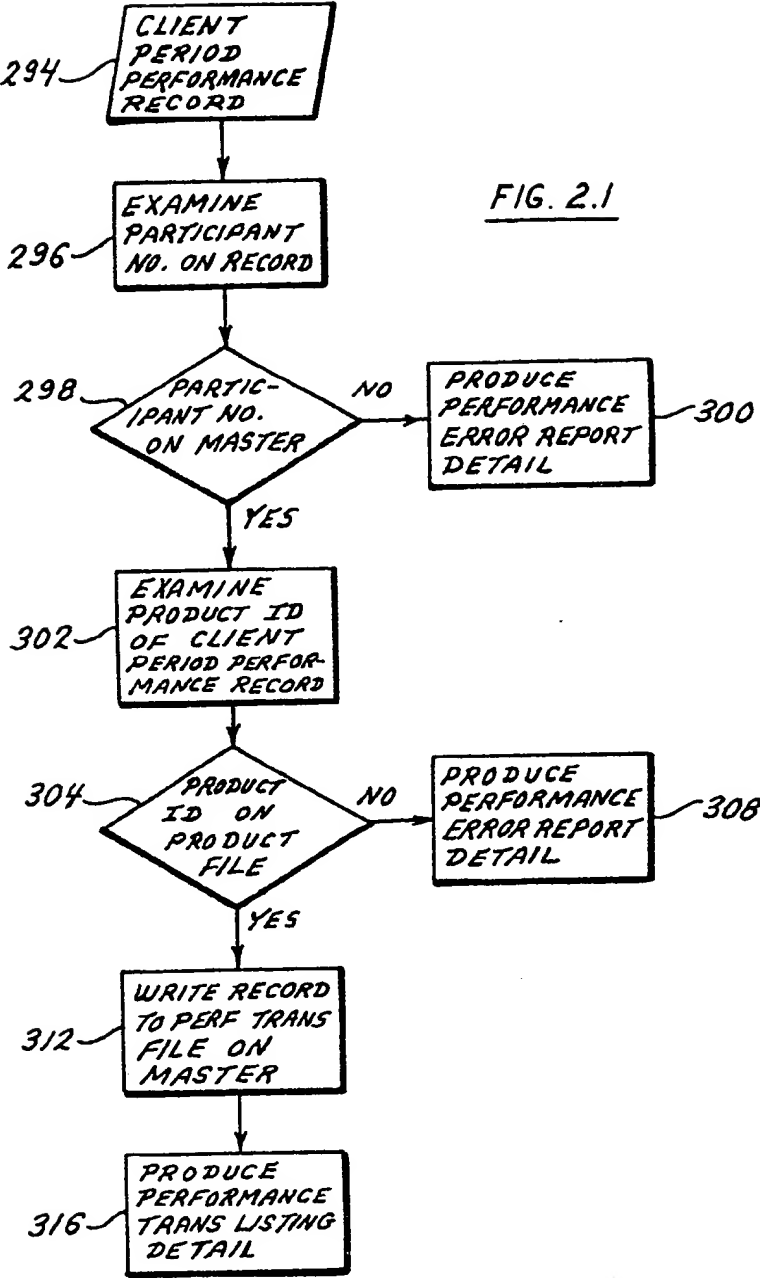 CLIENT
PERIOD
PERFORMANCE
RECORD
294
EXAMINE
PARTICIPANT
NO. ON RECORD
296
FIG. 2.1
PARTIC-
IPANT NO.
ON MASTER
298
NO
PRODUCE
PERFORMANCE
ERROR REPORT
DETAIL
300
YES
EXAMINE
PRODUCT ID
OF CLIENT
PERIOD PERFOR-
MANCE RECORD
302
PRODUCT
ID ON
PRODUCT
FILE
304
NO
PRODUCE
PERFORMANCE
ERROR REPORT
DETAIL
308
YES
WRITE RECORD
TO PERF TRANS
FILE ON
MASTER
312
PRODUCE
PERFORMANCE
TRANS LISTING
DETAIL
316